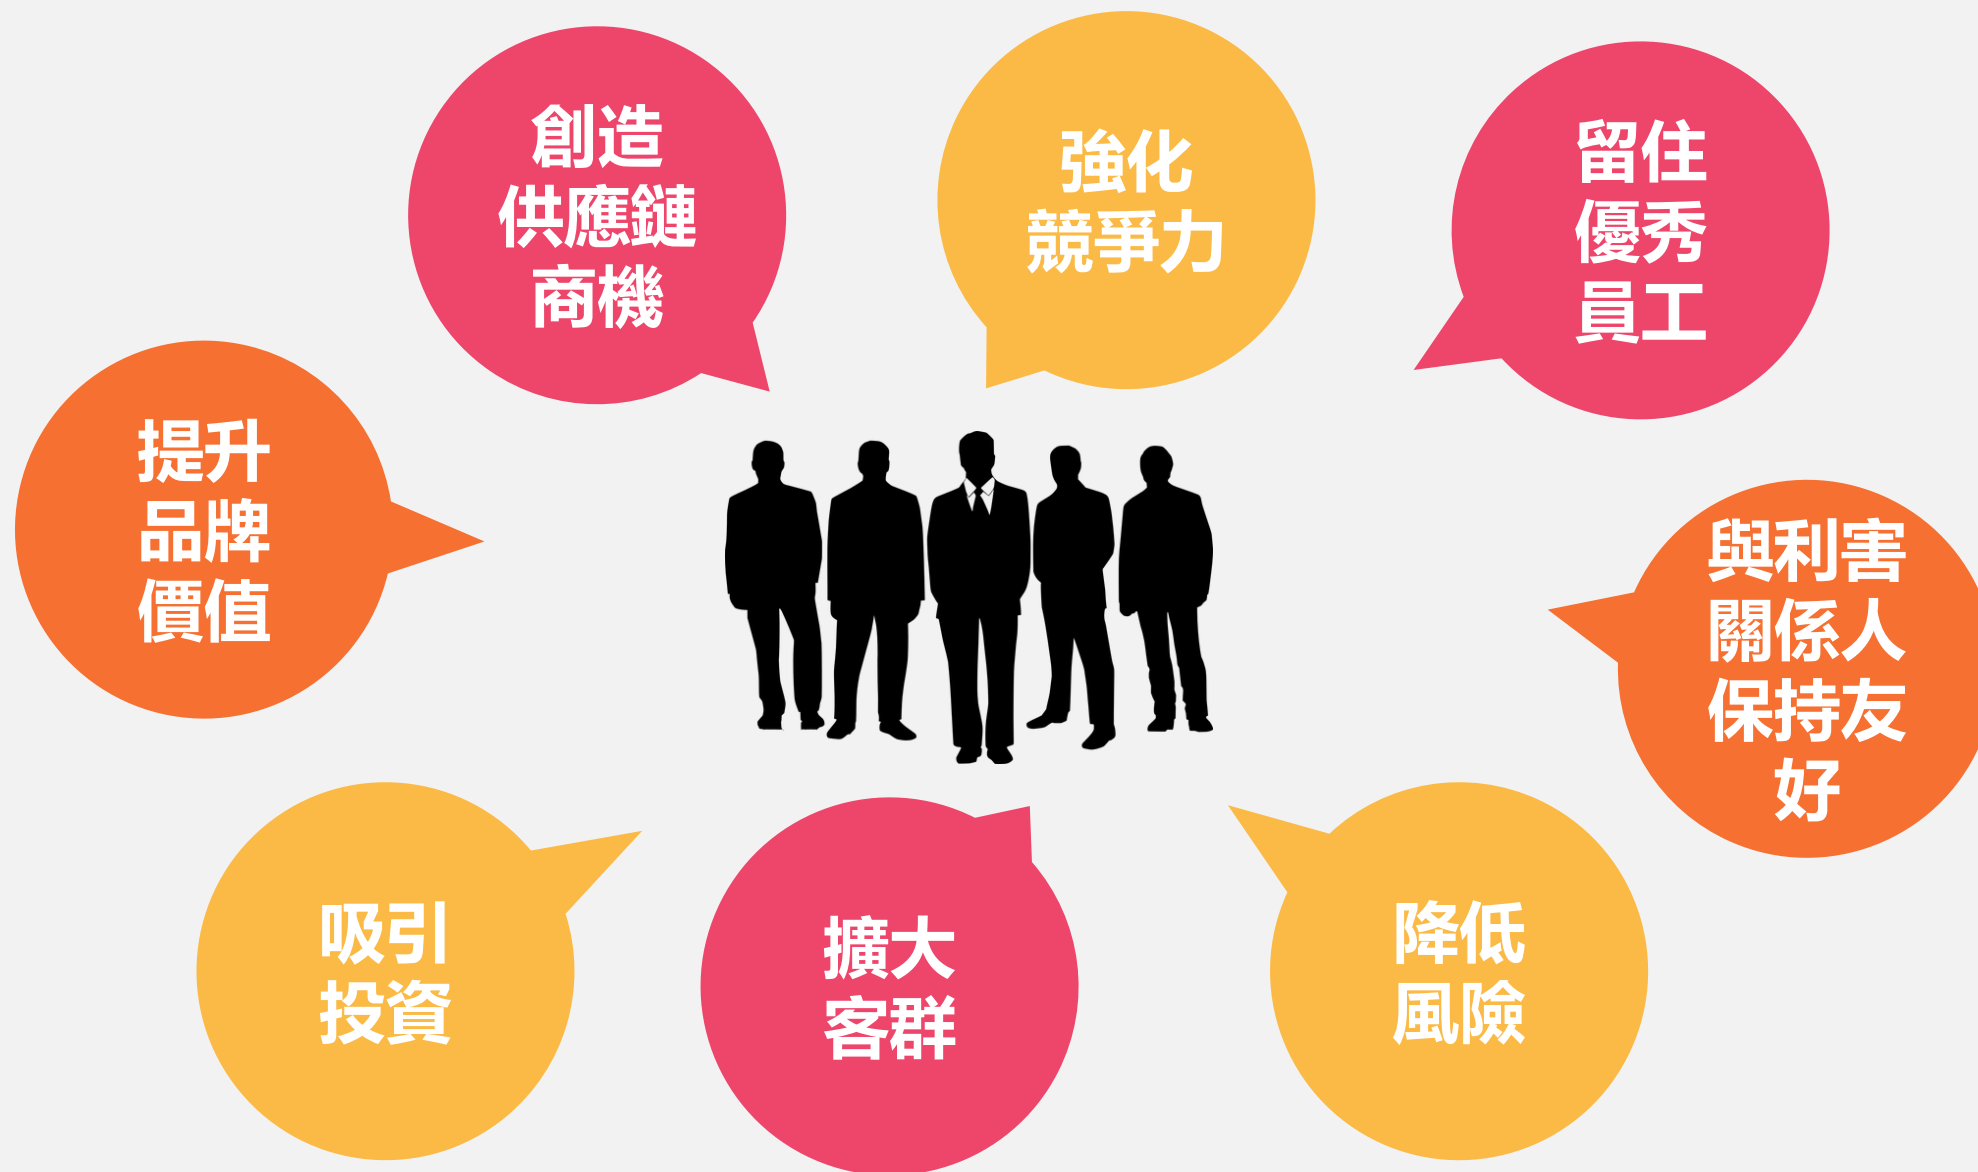 創造
供應鏈
商機
強化
競爭力
留住
優秀
員工
提升
品牌
價值
與利害
關係人
保持友
好
吸引
投資
擴大
客群
降低
風險